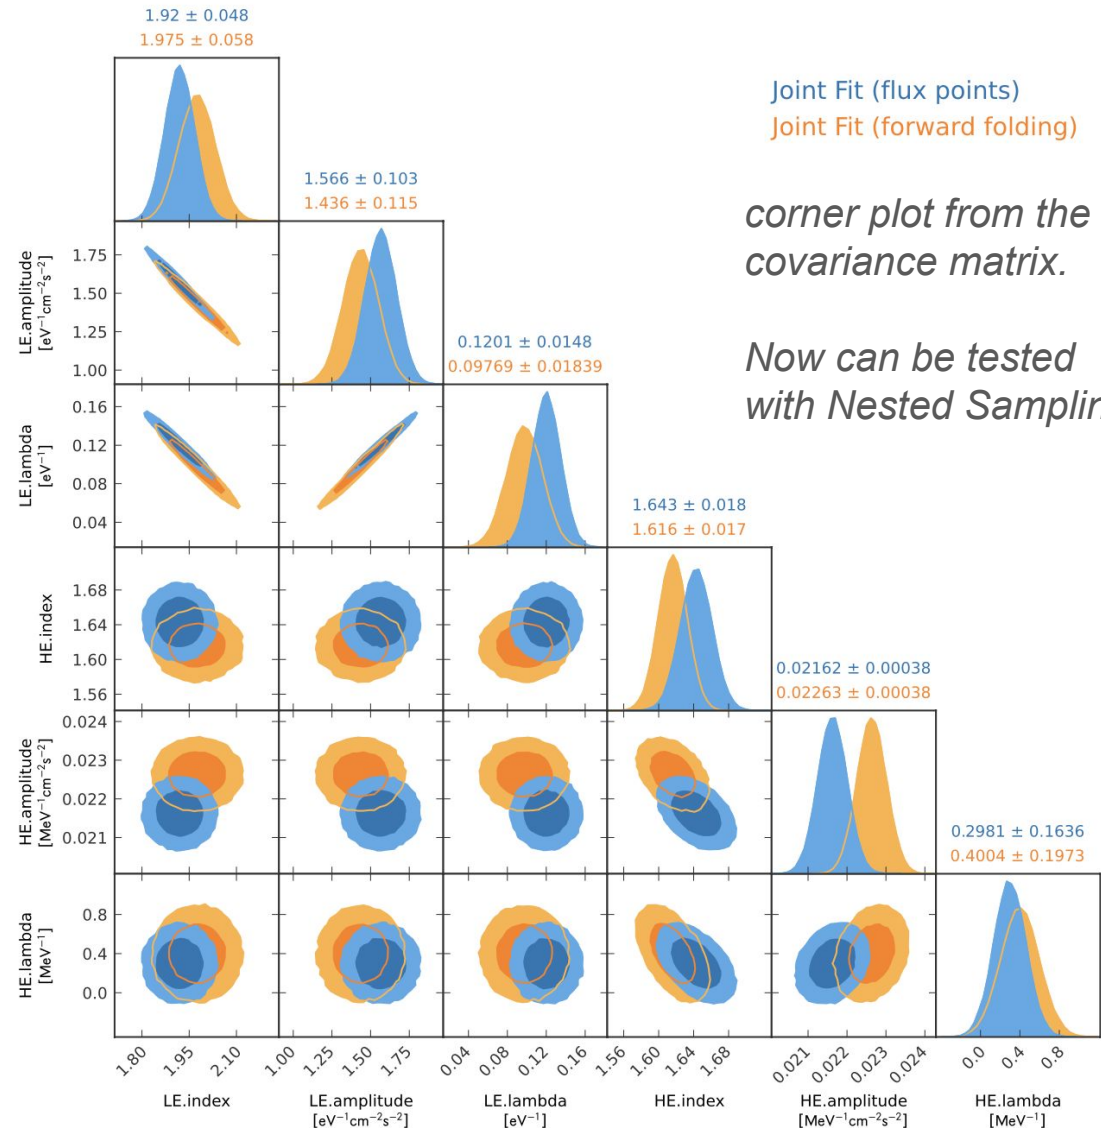 1.92 ± 0.048
1.975 ± 0.058
Joint Fit (flux points)
Joint Fit (forward folding)
1.566 ± 0.103
1.436 ± 0.115
corner plot from the
covariance matrix.
Now can be tested
with Nested Samplin
LE.amplitude
[eV⁻¹cm⁻²s⁻²]
1.75
1.50
1.25
1.00
0.1201 ± 0.0148
0.09769 ± 0.01839
LE.lambda
[eV⁻¹]
0.16
0.12
0.08
0.04
1.643 ± 0.018
1.616 ± 0.017
HE.index
1.68
1.64
1.60
1.56
0.02162 ± 0.00038
0.02263 ± 0.00038
HE.amplitude
[MeV⁻¹cm⁻²s⁻²]
0.024
0.023
0.022
0.021
0.2981 ± 0.1636
0.4004 ± 0.1973
HE.lambda
[MeV⁻¹]
0.8
0.4
0.0
1.80 1.95 2.10
1.00 1.25 1.50 1.75
0.04 0.08 0.12 0.16
1.56 1.60 1.64 1.68
0.021 0.022 0.023 0.024
0.0 0.4 0.8
LE.index
LE.amplitude
[eV⁻¹cm⁻²s⁻²]
LE.lambda
[eV⁻¹]
HE.index
HE.amplitude
[MeV⁻¹cm⁻²s⁻²]
HE.lambda
[MeV⁻¹]